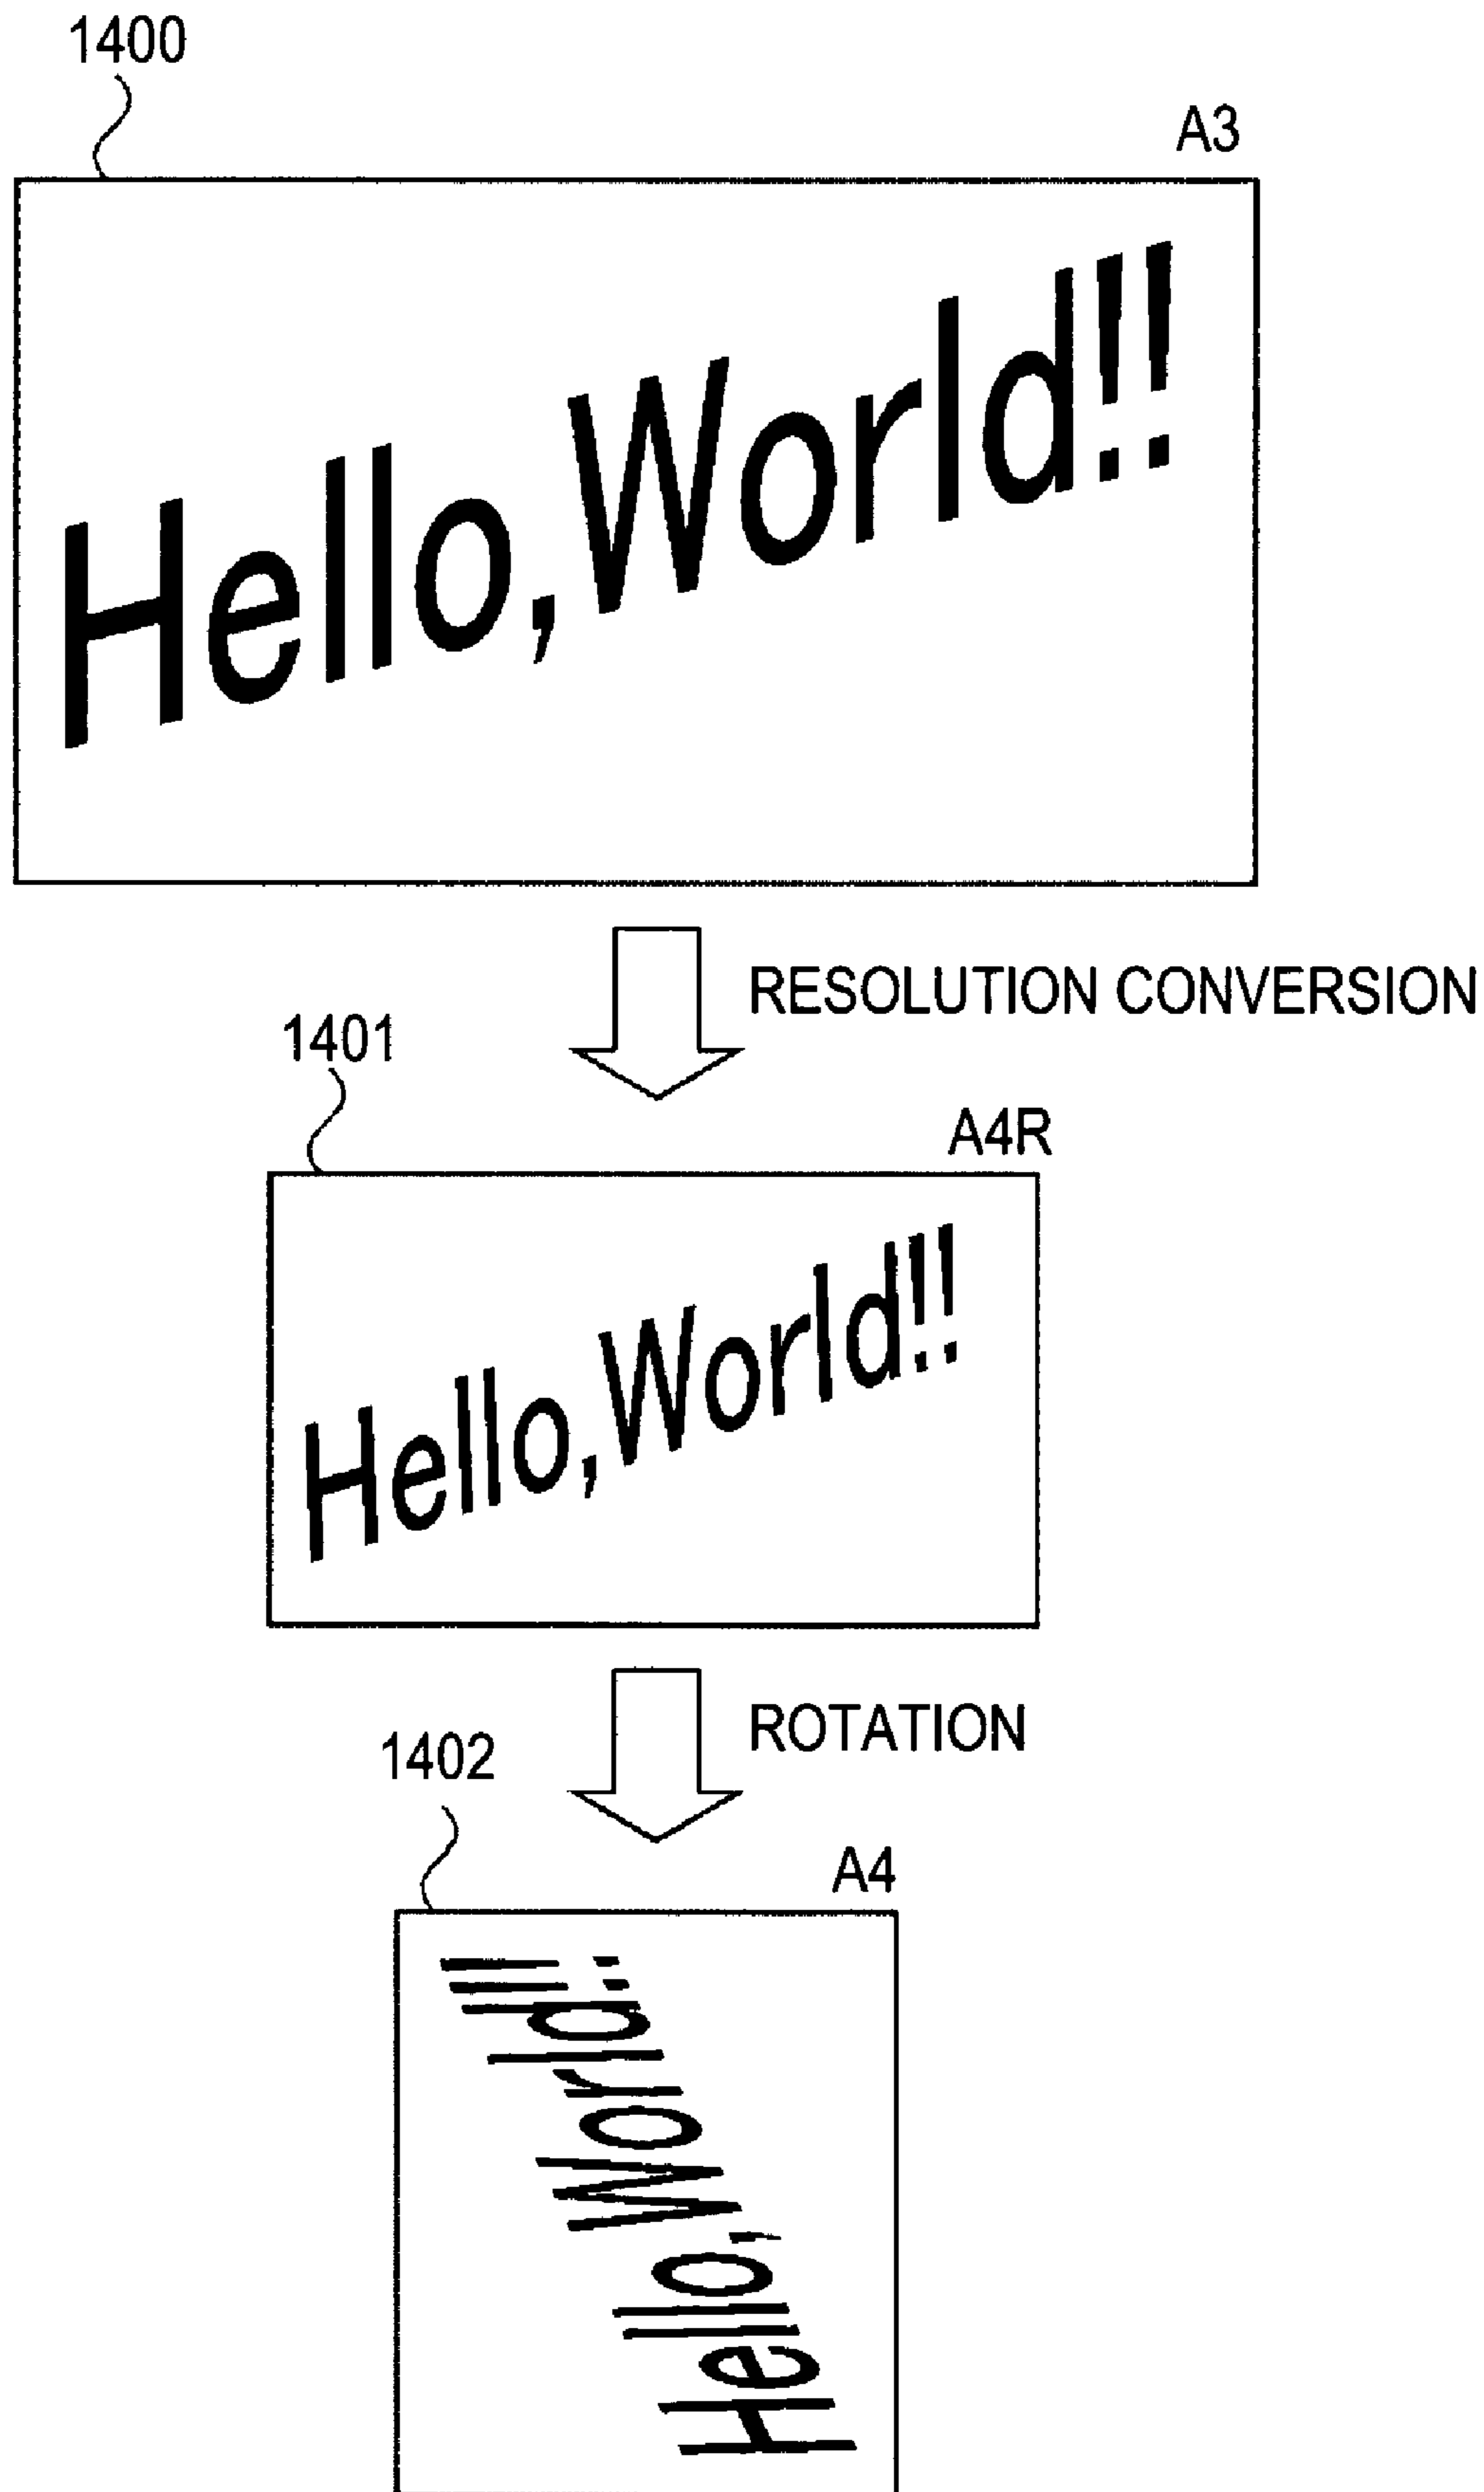 1400
A3
Hello,World!!
RESOLUTION CONVERSION
1401
A4R
Hello,World!!
ROTATION
1402
A4
Hello,World!!